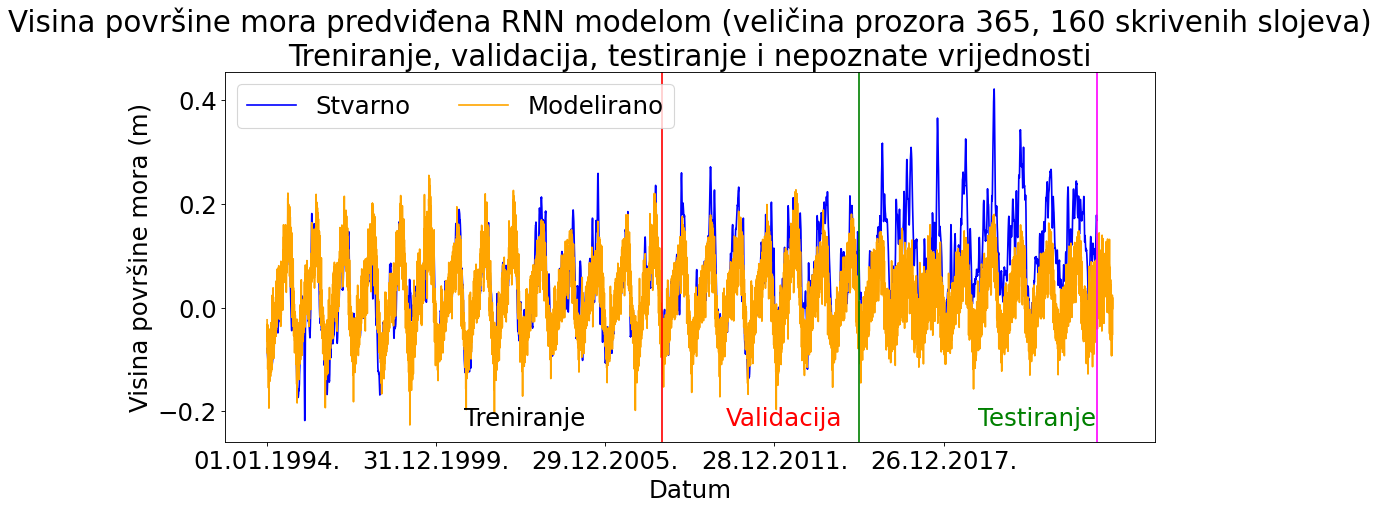 Visina površine mora predviđena RNN modelom (veličina prozora 365, 160 skrivenih slojeva)
Treniranje, validacija, testiranje i nepoznate vrijednosti
Stvarno Modelirano
Visina površine mora (m)
0.4
0.2
0.0
−0.2
Treniranje Validacija Testiranje
01.01.1994. 31.12.1999. 29.12.2005. 28.12.2011. 26.12.2017.
Datum